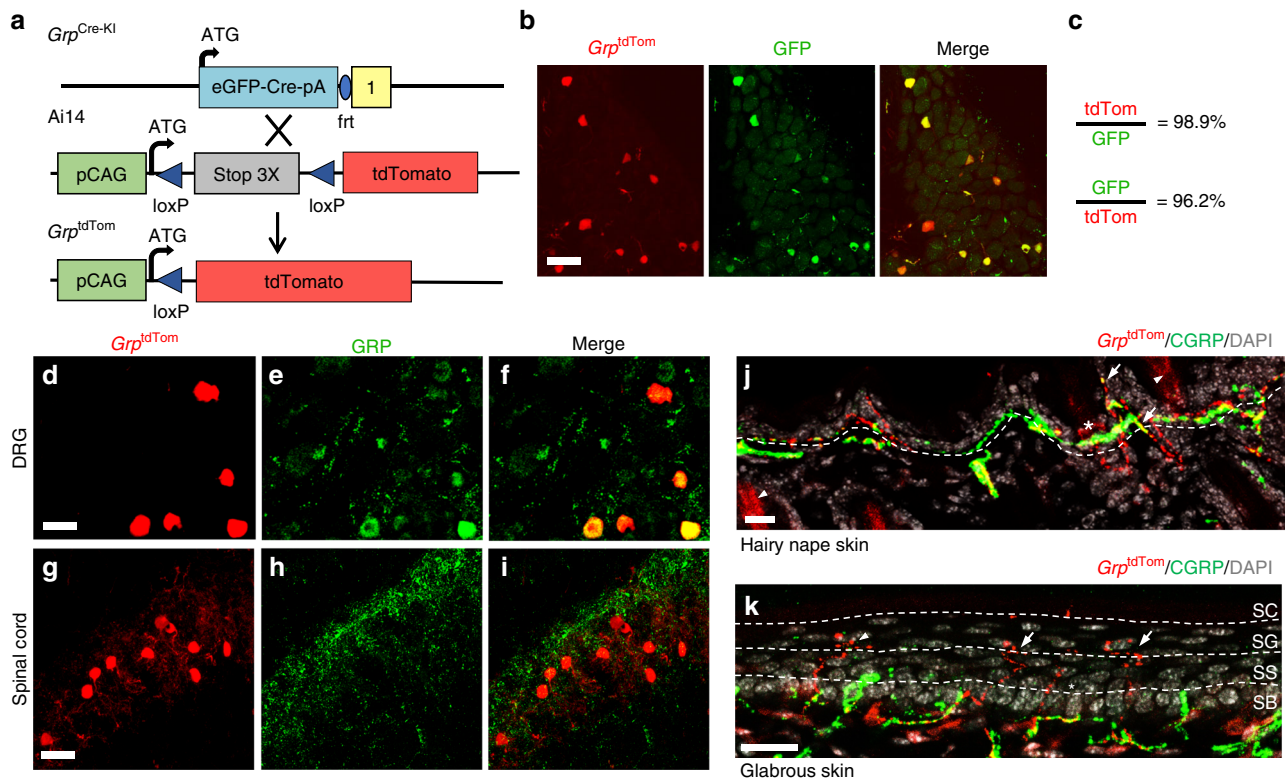 a
Grp^Cre-KI
ATG
eGFP-Cre-pA
1
frt
Ai14
ATG
pCAG
Stop 3X
tdTomato
loxP
loxP
Grp^tdTom
ATG
pCAG
tdTomato
loxP
b
Grp^tdTom
GFP
Merge
c
tdTom
GFP
= 98.9%
GFP
tdTom
= 96.2%
Grp^tdTom
GRP
Merge
DRG
d
e
f
Spinal cord
g
h
i
Grp^tdTom/CGRP/DAPI
j
*
Hairy nape skin
Grp^tdTom/CGRP/DAPI
k
SC
SG
SS
*
SB
Glabrous skin